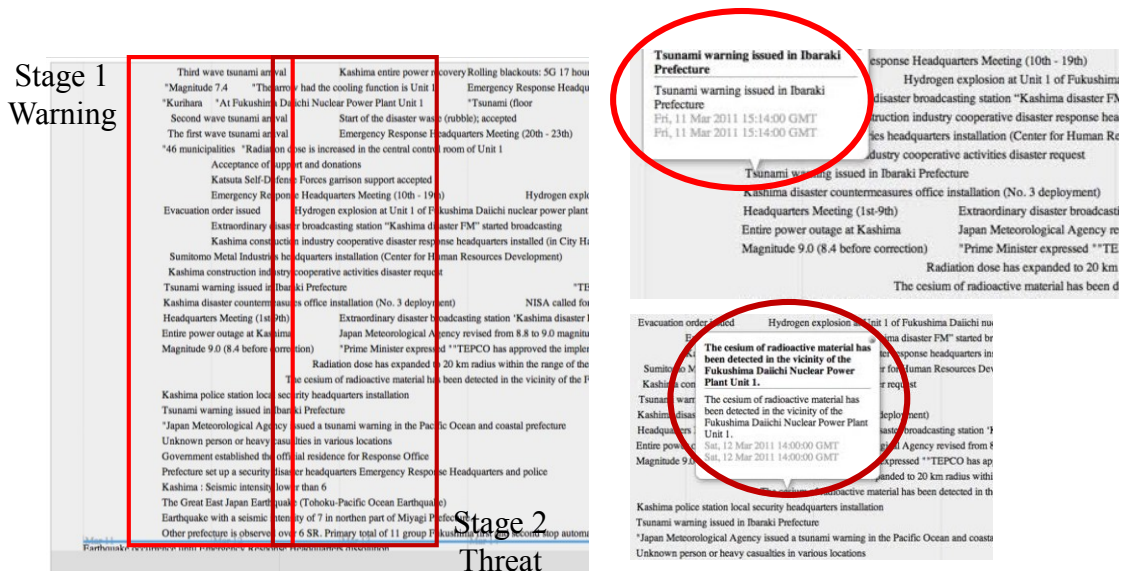 Stage 1
Warning
Third wave tsunami arrival Kashima entire power recovery Rolling blackouts: 5G 17 hour
"Magnitude 7.4 "The arrow had the cooling function is Unit 1 Emergency Response Headqu
"Kurihara "At Fukushima Daiichi Nuclear Power Plant Unit 1 "Tsunami (floor
Second wave tsunami arrival Start of the disaster waste (rubble); accepted
The first wave tsunami arrival Emergency Response Headquarters Meeting (20th - 23th)
"46 municipalities "Radiation dose is increased in the central control room of Unit 1
Acceptance of support and donations
Katsuta Self-Defense Forces garrison support accepted
Emergency Response Headquarters Meeting (10th - 19th) Hydrogen explo
Evacuation order issued Hydrogen explosion at Unit 1 of Fukushima Daiichi nuclear power plant
Extraordinary disaster broadcasting station “Kashima disaster FM” started broadcasting
Kashima construction industry cooperative disaster response headquarters installed (in City Ha
Sumitomo Metal Industries headquarters installation (Center for Human Resources Development)
Kashima construction industry cooperative activities disaster request
Tsunami warning issued in Ibaraki Prefecture "TE
Kashima disaster countermeasures office installation (No. 3 deployment) NISA called for
Headquarters Meeting (1st-9th) Extraordinary disaster broadcasting station ‘Kashima disaster
Entire power outage at Kashima Japan Meteorological Agency revised from 8.8 to 9.0 magnitu
Magnitude 9.0 (8.4 before correction) "Prime Minister expressed ""TEPCO has approved the implem
Radiation dose has expanded to 20 km radius within the range of the
The cesium of radioactive material has been detected in the vicinity of the F
Kashima police station local security headquarters installation
Tsunami warning issued in Ibaraki Prefecture
"Japan Meteorological Agency issued a tsunami warning in the Pacific Ocean and coastal prefecture
Unknown person or heavy casualties in various locations
Government established the official residence for Response Office
Prefecture set up a security disaster headquarters Emergency Response Headquarters and police
Kashima : Seismic intensity lower than 6
The Great East Japan Earthquake (Tohoku-Pacific Ocean Earthquake)
Earthquake with a seismic intensity of 7 in northen part of Miyagi Prefecture
Other prefecture is observed over 6 SR. Primary total of 11 group Fukushima first and second stop automa
Stage 2
Threat
Tsunami warning issued in Ibaraki
Prefecture
Tsunami warning issued in Ibaraki
Prefecture
Fri, 11 Mar 2011 15:14:00 GMT
Fri, 11 Mar 2011 15:14:00 GMT
esponse Headquarters Meeting (10th - 19th)
Hydrogen explosion at Unit 1 of Fukushima
disaster broadcasting station “Kashima disaster FM
truction industry cooperative disaster response hea
ies headquarters installation (Center for Human Re
dustry cooperative activities disaster request
Tsunami warning issued in Ibaraki Prefecture
Kashima disaster countermeasures office installation (No. 3 deployment)
Headquarters Meeting (1st-9th) Extraordinary disaster broadcasti
Entire power outage at Kashima Japan Meteorological Agency re
Magnitude 9.0 (8.4 before correction) "Prime Minister expressed ""TE
Radiation dose has expanded to 20 km
The cesium of radioactive material has been d
Evacuation order issued Hydrogen explosion at Unit 1 of Fukushima Daiichi nu
The cesium of radioactive material has
been detected in the vicinity of the
Fukushima Daiichi Nuclear Power
Plant Unit 1.
The cesium of radioactive material has
been detected in the vicinity of the
Fukushima Daiichi Nuclear Power Plant
Unit 1.
Sat, 12 Mar 2011 14:00:00 GMT
Sat, 12 Mar 2011 14:00:00 GMT
Kashima police station local security headquarters installation
Tsunami warning issued in Ibaraki Prefecture
"Japan Meteorological Agency issued a tsunami warning in the Pacific Ocean and coasta
Unknown person or heavy casualties in various locations